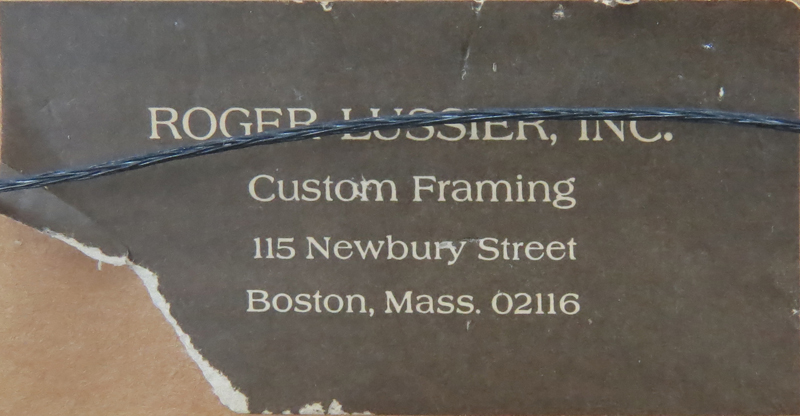 ROGER LUSSIER, INC.
Custom Framing
115 Newbury Street
Boston, Mass. 02116